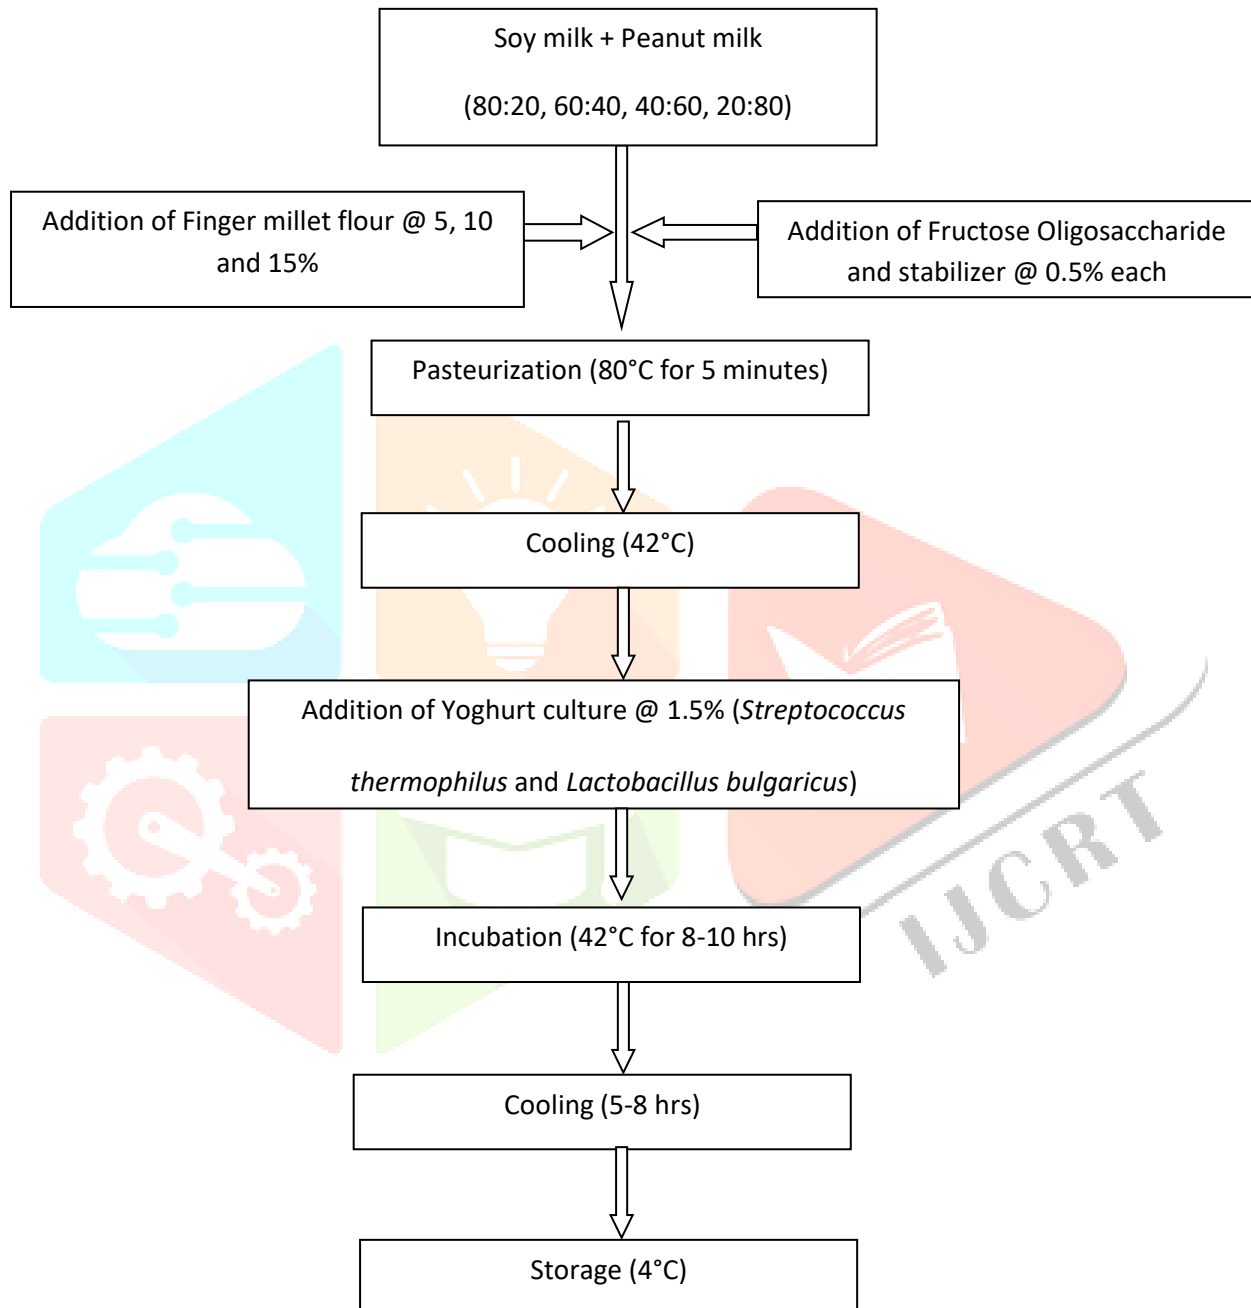 Soy milk + Peanut milk
(80:20, 60:40, 40:60, 20:80)
Addition of Finger millet flour @ 5, 10
and 15%
Addition of Fructose Oligosaccharide
and stabilizer @ 0.5% each
Pasteurization (80°C for 5 minutes)
Cooling (42°C)
Addition of Yoghurt culture @ 1.5% (Streptococcus
thermophilus and Lactobacillus bulgaricus)
IJCRT
Incubation (42°C for 8-10 hrs)
Cooling (5-8 hrs)
Storage (4°C)